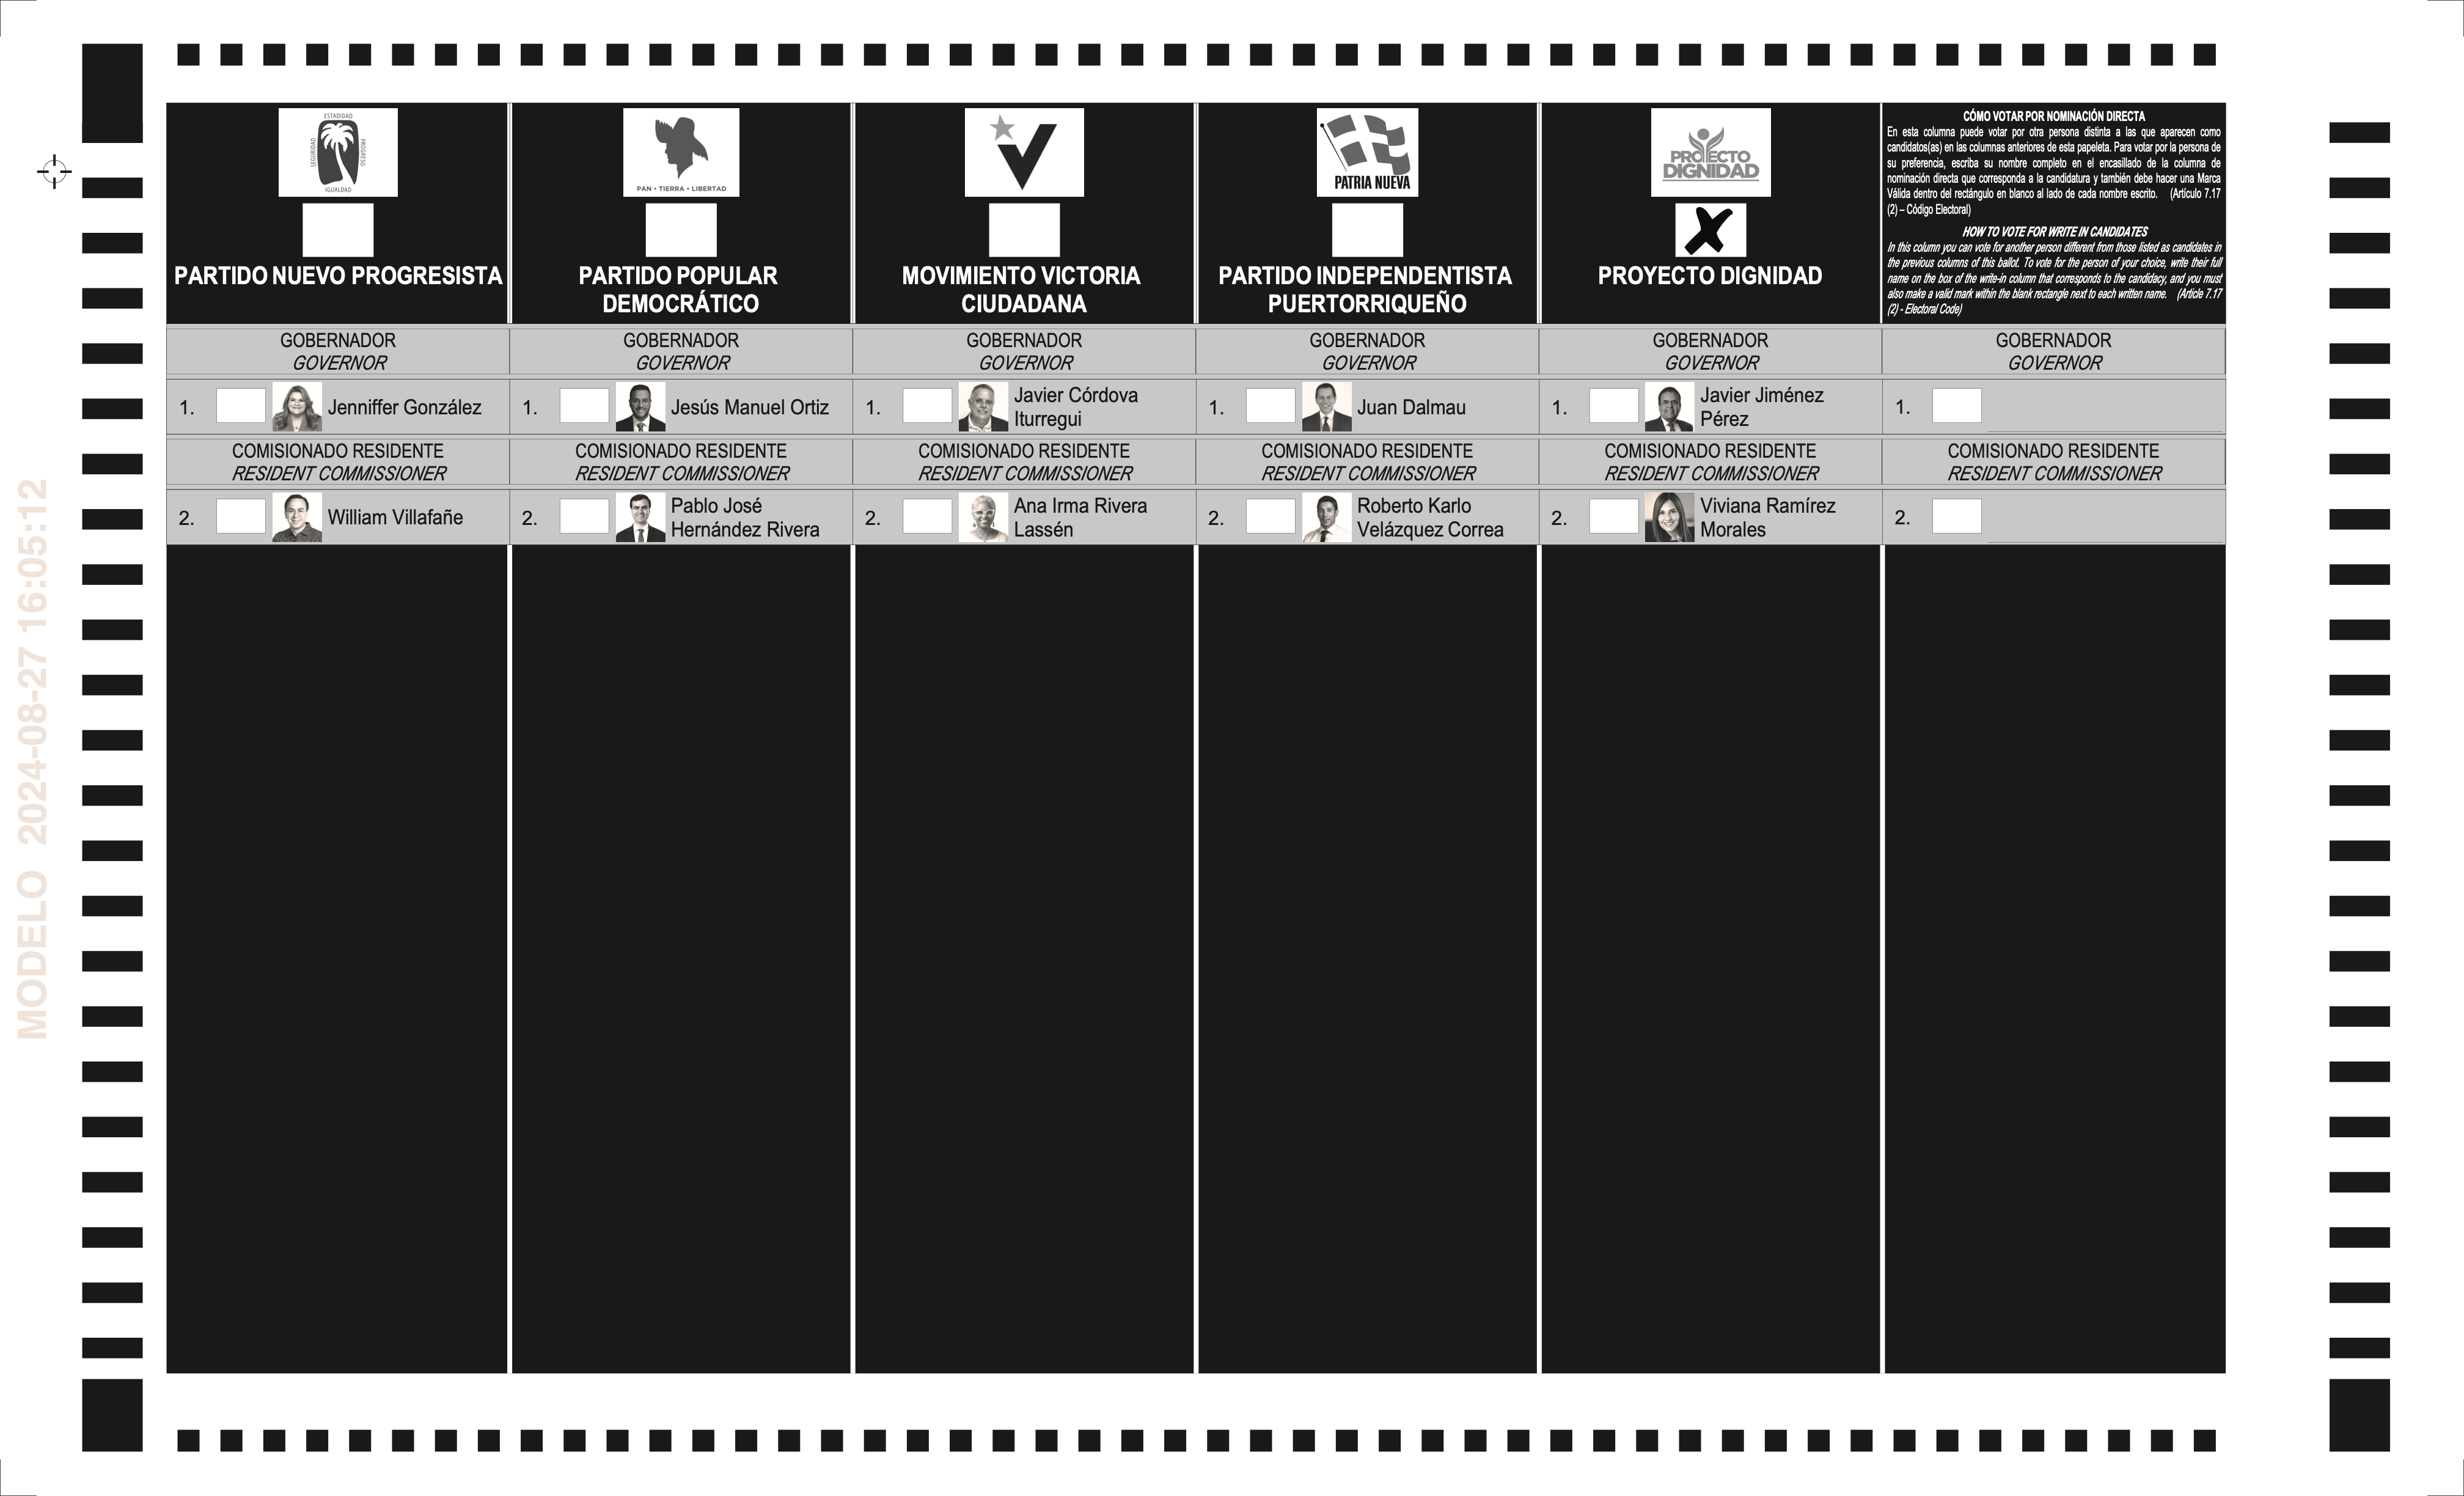 ESTADIDAD
SEGURIDAD
PROGRESO
IGUALDAD
PARTIDO NUEVO PROGRESISTA
PAN • TIERRA • LIBERTAD
PARTIDO POPULAR
DEMOCRÁTICO
MOVIMIENTO VICTORIA
CIUDADANA
PATRIA NUEVA
PARTIDO INDEPENDENTISTA
PUERTORRIQUEÑO
PROYECTO
DIGNIDAD
PROYECTO DIGNIDAD
CÓMO VOTAR POR NOMINACIÓN DIRECTA
En esta columna puede votar por otra persona distinta a las que aparecen como
candidatos(as) en las columnas anteriores de esta papeleta. Para votar por la persona de
su preferencia, escriba su nombre completo en el encasillado de la columna de
nominación directa que corresponda a la candidatura y también debe hacer una Marca
Válida dentro del rectángulo en blanco al lado de cada nombre escrito. (Artículo 7.17
(2) – Código Electoral)
HOW TO VOTE FOR WRITE IN CANDIDATES
In this column you can vote for another person different from those listed as candidates in
the previous columns of this ballot. To vote for the person of your choice, write their full
name on the box of the write-in column that corresponds to the candidacy, and you must
also make a valid mark within the blank rectangle next to each written name. (Article 7.17
(2) - Electoral Code)
GOBERNADOR
GOVERNOR
GOBERNADOR
GOVERNOR
GOBERNADOR
GOVERNOR
GOBERNADOR
GOVERNOR
GOBERNADOR
GOVERNOR
GOBERNADOR
GOVERNOR
1. Jenniffer González
1. Jesús Manuel Ortiz
1. Javier Córdova
Iturregui
1. Juan Dalmau
1. Javier Jiménez
Pérez
1.
COMISIONADO RESIDENTE
RESIDENT COMMISSIONER
COMISIONADO RESIDENTE
RESIDENT COMMISSIONER
COMISIONADO RESIDENTE
RESIDENT COMMISSIONER
COMISIONADO RESIDENTE
RESIDENT COMMISSIONER
COMISIONADO RESIDENTE
RESIDENT COMMISSIONER
COMISIONADO RESIDENTE
RESIDENT COMMISSIONER
2. William Villafañe
2. Pablo José
Hernández Rivera
2. Ana Irma Rivera
Lassén
2. Roberto Karlo
Velázquez Correa
2. Viviana Ramírez
Morales
2.
MODELO 2024-08-27 16:05:12